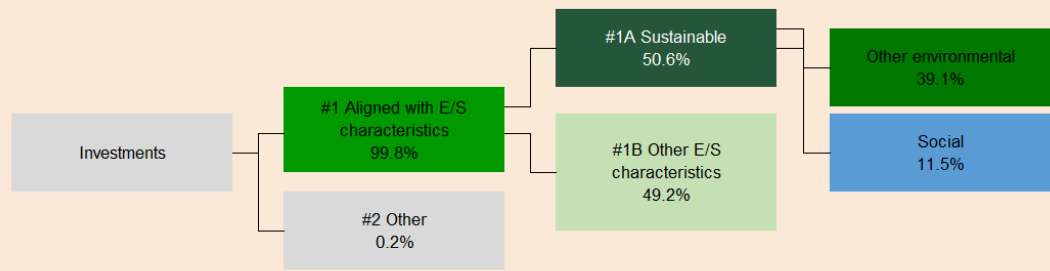 Investments
#1 Aligned with E/S
characteristics
99.8%
#2 Other
0.2%
#1A Sustainable
50.6%
#1B Other E/S
characteristics
49.2%
Other environmental
39.1%
Social
11.5%